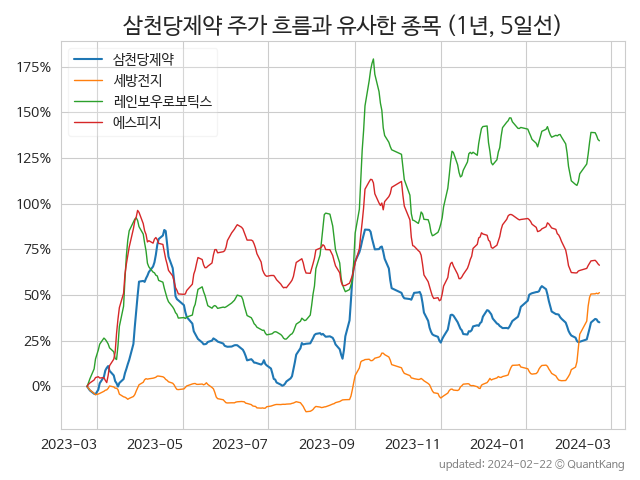 삼천당제약 주가 흐름과 유사한 종목 (1년, 5일선)
삼천당제약
세방전지
레인보우로보틱스
에스피지
175%
150%
125%
100%
75%
50%
25%
0%
2023-03 2023-05 2023-07 2023-09 2023-11 2024-01 2024-03
updated: 2024-02-22 © QuantKang